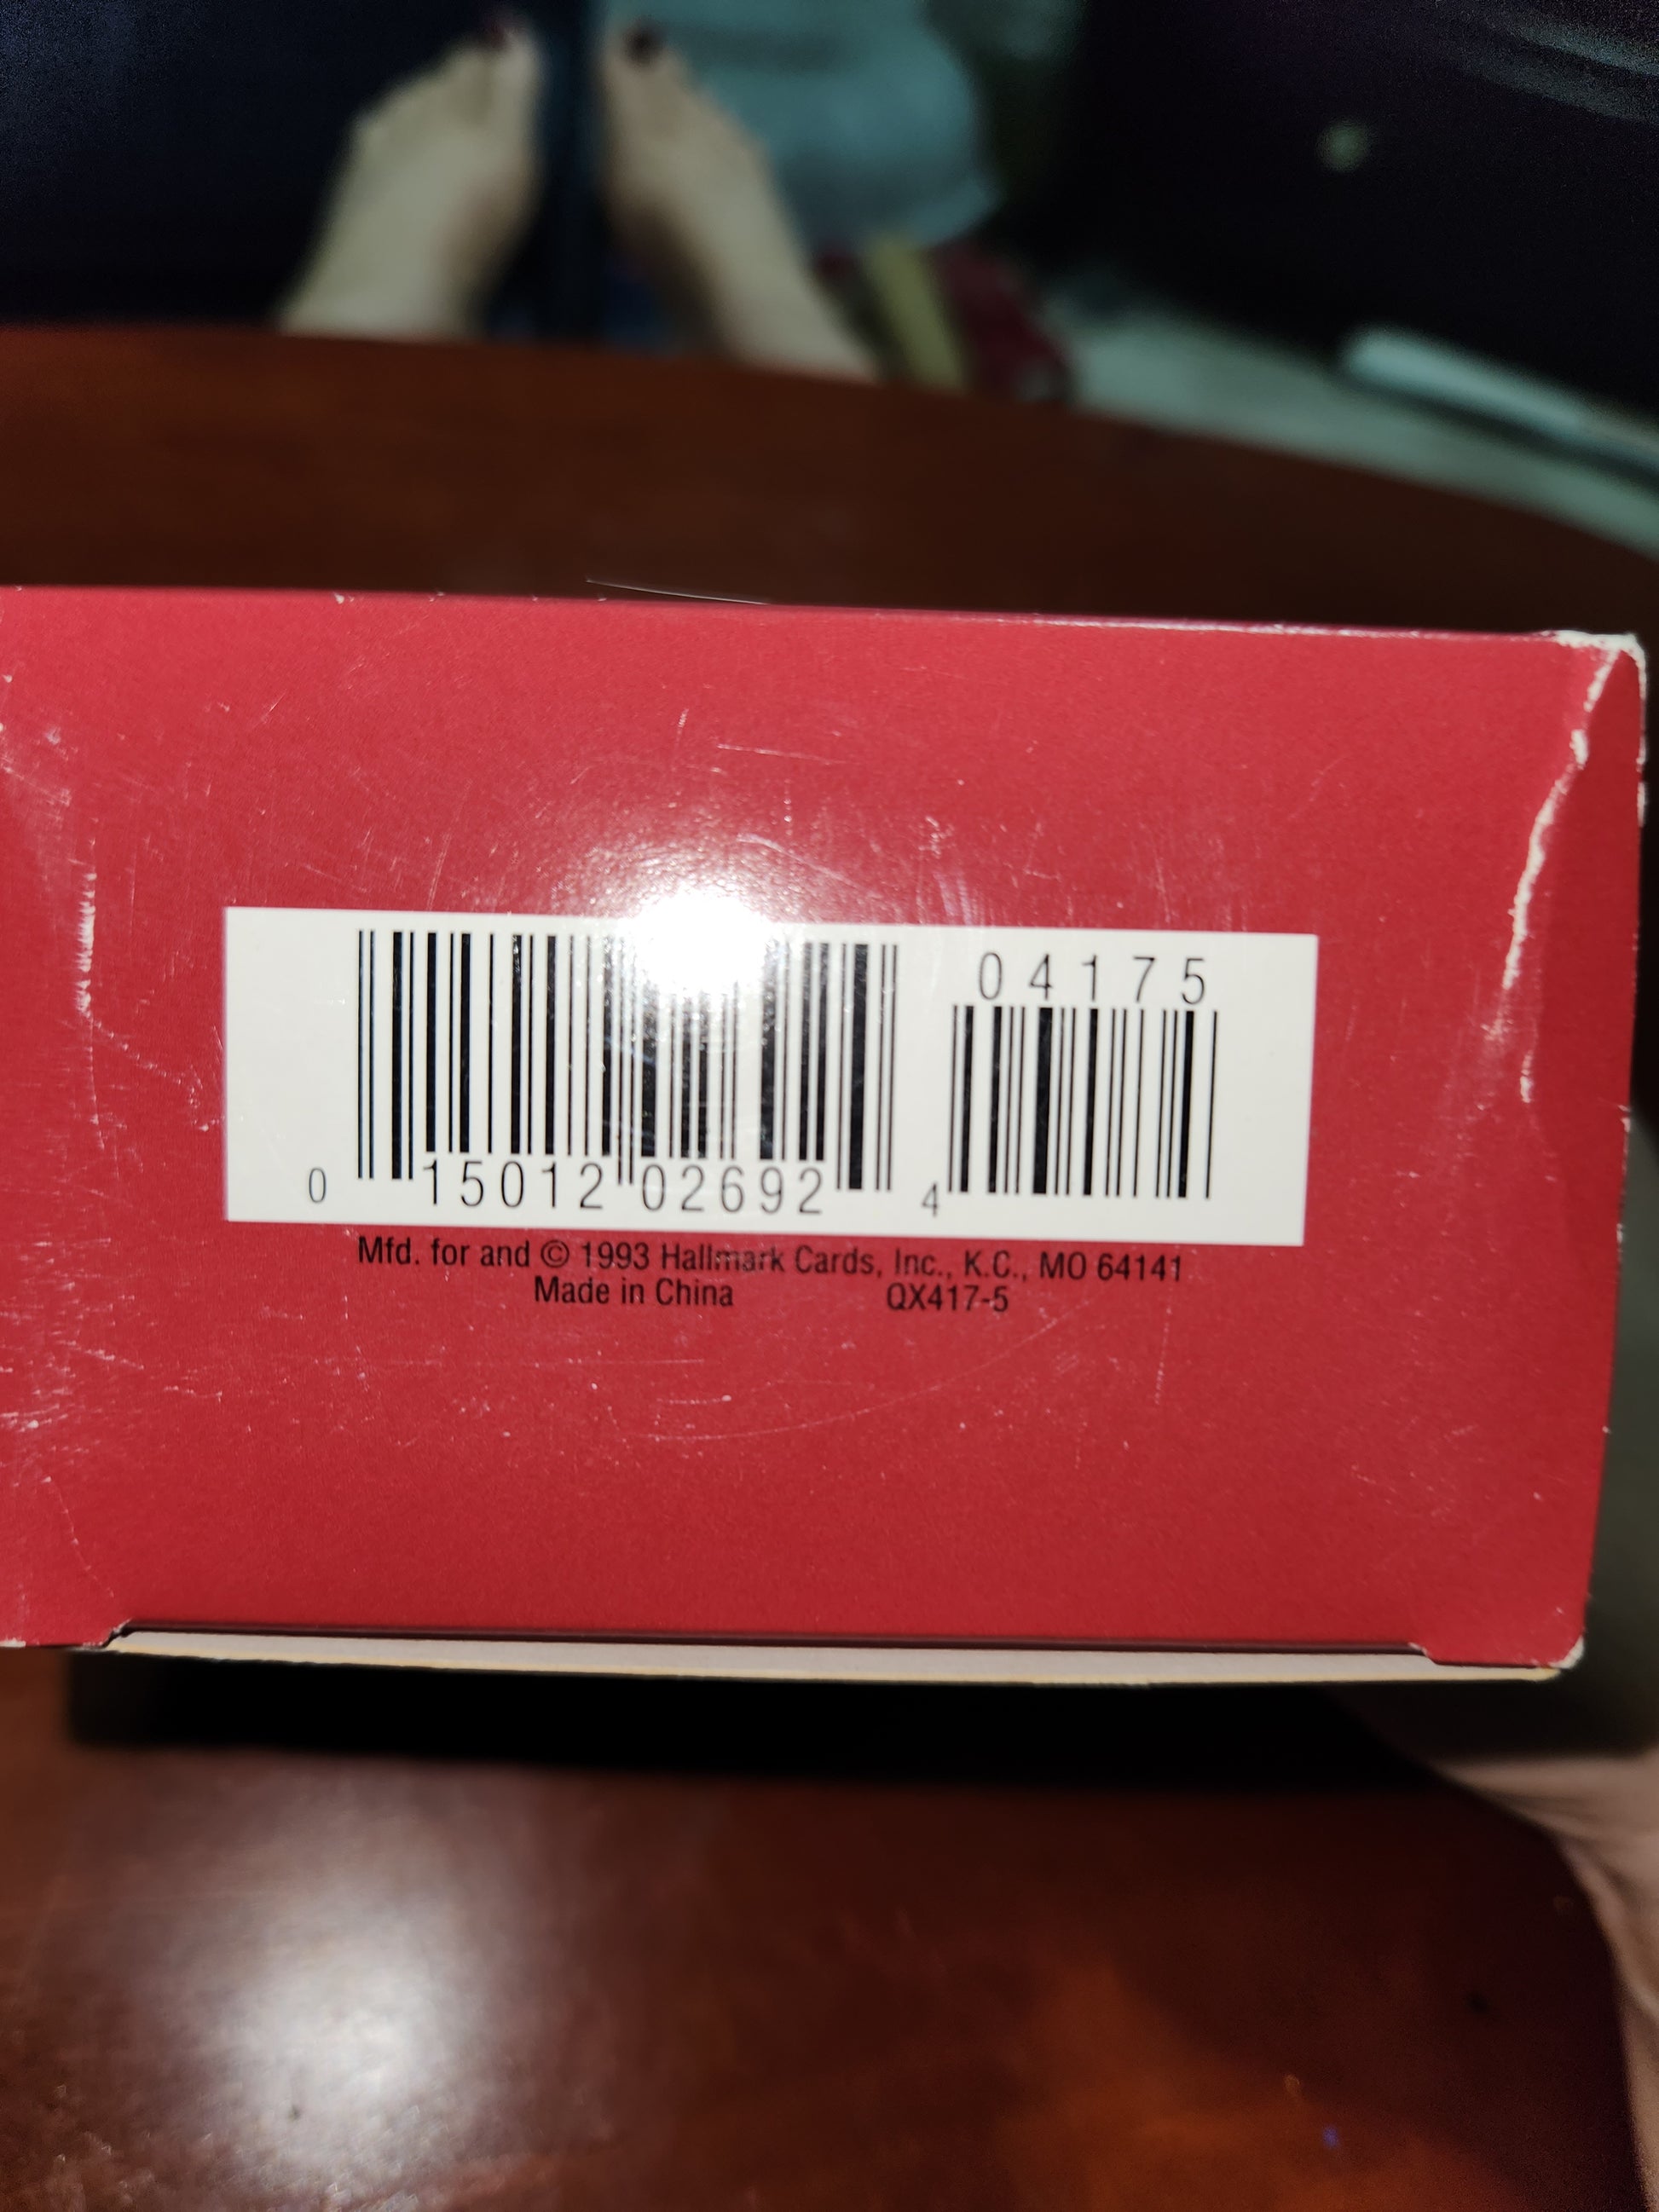 04175
0 15012 02692 4
Mfd. for and © 1993 Hallmark Cards, Inc., K.C., MO 64141
Made in China QX417-5